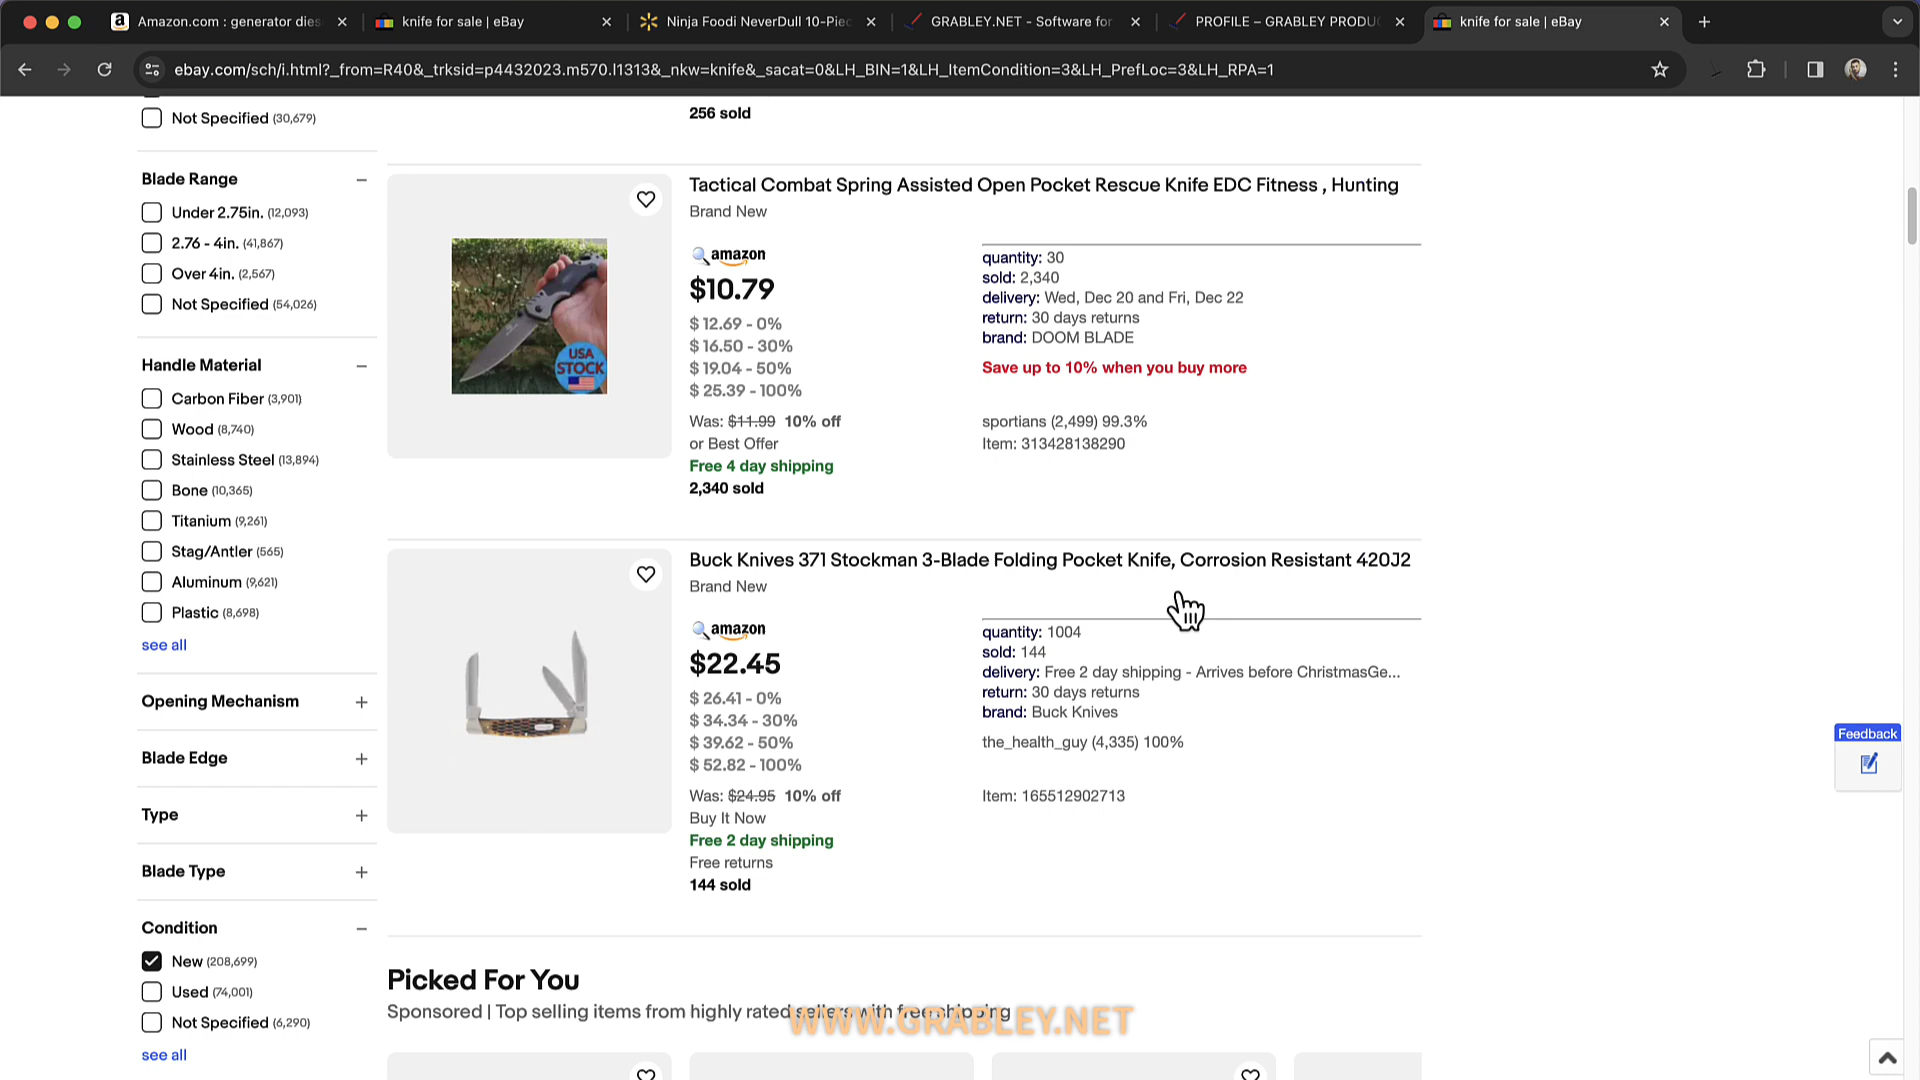 Amazon.com : generator dies
knife for sale | eBay
Ninja Foodi NeverDull 10-Piec
GRABLEY.NET - Software for
PROFILE – GRABLEY PRODU
knife for sale | eBay
ebay.com/sch/i.html?_from=R40&_trksid=p4432023.m570.l1313&_nkw=knife&_sacat=0&LH_BIN=1&LH_ItemCondition=3&LH_PrefLoc=3&LH_RPA=1
Not Specified (30,679)
Blade Range
Under 2.75in. (12,093)
2.76 - 4in. (41,867)
Over 4in. (2,567)
Not Specified (54,026)
Handle Material
Carbon Fiber (3,901)
Wood (8,740)
Stainless Steel (13,894)
Bone (10,365)
Titanium (9,261)
Stag/Antler (565)
Aluminum (9,621)
Plastic (8,698)
see all
Opening Mechanism
Blade Edge
Type
Blade Type
Condition
New (208,699)
Used (74,001)
Not Specified (6,290)
see all
256 sold
Tactical Combat Spring Assisted Open Pocket Rescue Knife EDC Fitness , Hunting
Brand New
USA
STOCK
amazon
$10.79
$ 12.69 - 0%
$ 16.50 - 30%
$ 19.04 - 50%
$ 25.39 - 100%
Was: $11.99 10% off
or Best Offer
Free 4 day shipping
2,340 sold
quantity: 30
sold: 2,340
delivery: Wed, Dec 20 and Fri, Dec 22
return: 30 days returns
brand: DOOM BLADE
Save up to 10% when you buy more
sportians (2,499) 99.3%
Item: 313428138290
Buck Knives 371 Stockman 3-Blade Folding Pocket Knife, Corrosion Resistant 420J2
Brand New
amazon
$22.45
$ 26.41 - 0%
$ 34.34 - 30%
$ 39.62 - 50%
$ 52.82 - 100%
Was: $24.95 10% off
Buy It Now
Free 2 day shipping
Free returns
144 sold
quantity: 1004
sold: 144
delivery: Free 2 day shipping - Arrives before ChristmasGe...
return: 30 days returns
brand: Buck Knives
the_health_guy (4,335) 100%
Item: 165512902713
Feedback
Picked For You
Sponsored | Top selling items from highly rated sellers with free shipping
WWW.GRABLEY.NET